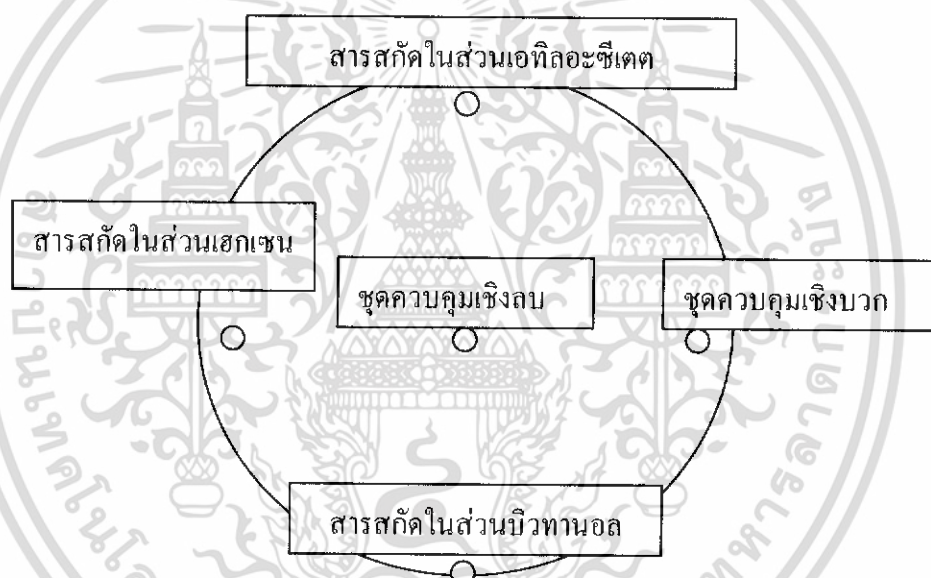 สารสกัดในส่วนเอทิลอะซีเตต
สารสกัดในส่วนเฮกเซน
ชุดควบคุมเชิงลบ
ชุดควบคุมเชิงบวก
สารสกัดในส่วนบิวทานอล